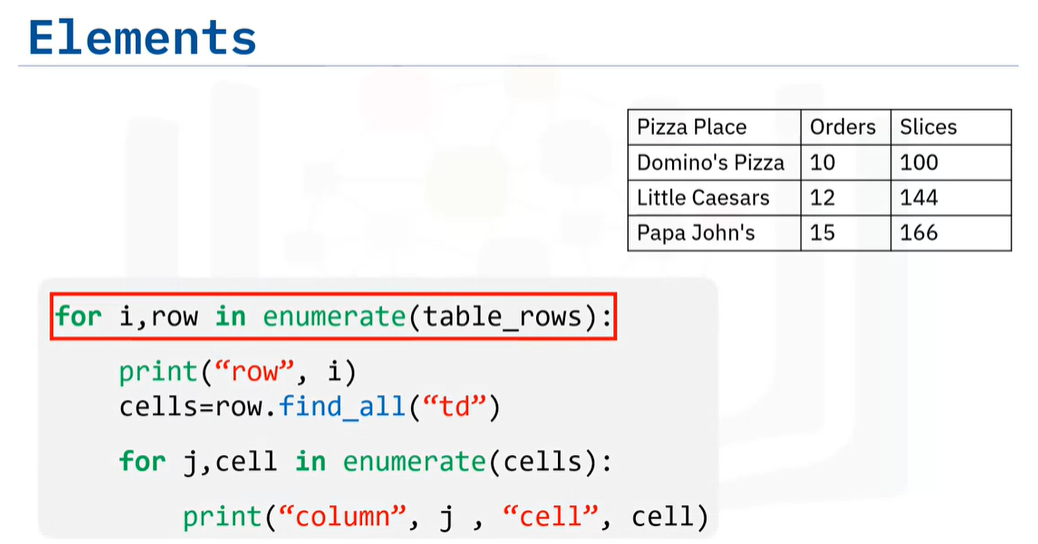 Elements
Pizza Place Orders Slices
Domino's Pizza 10 100
Little Caesars 12 144
Papa John's 15 166
for i,row in enumerate(table_rows):
print(“row”, i)
cells=row.find_all(“td”)
for j,cell in enumerate(cells):
print(“column”, j , “cell”, cell)